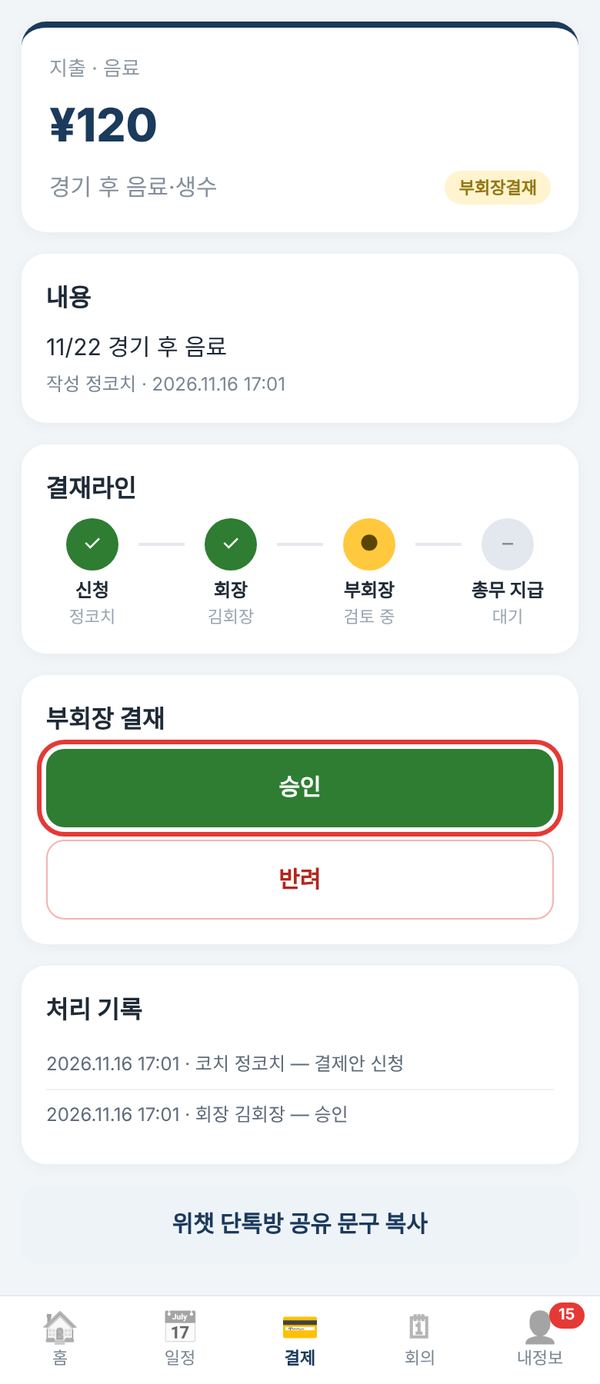 지출 · 음료
¥120
경기 후 음료·생수
부회장결재
내용
11/22 경기 후 음료
작성 정코치 · 2026.11.16 17:01
결재라인
신청
회장
부회장
총무 지급
정코치
김회장
검토 중
대기
부회장 결재
승인
반려
처리 기록
2026.11.16 17:01 · 코치 정코치 — 결제안 신청
2026.11.16 17:01 · 회장 김회장 — 승인
위챗 단톡방 공유 문구 복사
July
17
15
홈
일정
결제
회의
내정보